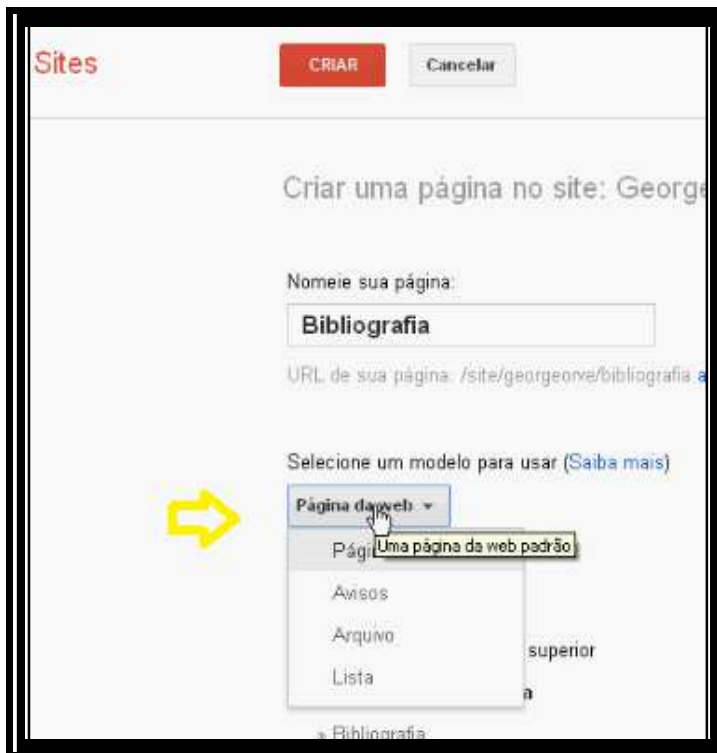 Sites
CRIAR
Cancelar
Criar uma página no site: George
Nomeie sua página:
Bibliografia
URL de sua página: /site/georgeorve/bibliografia a
Selecione um modelo para usar (Saiba mais)
Página da web
Uma página da web padrão
Avisos
Arquivo
superior
Lista
a
» Bibliografia